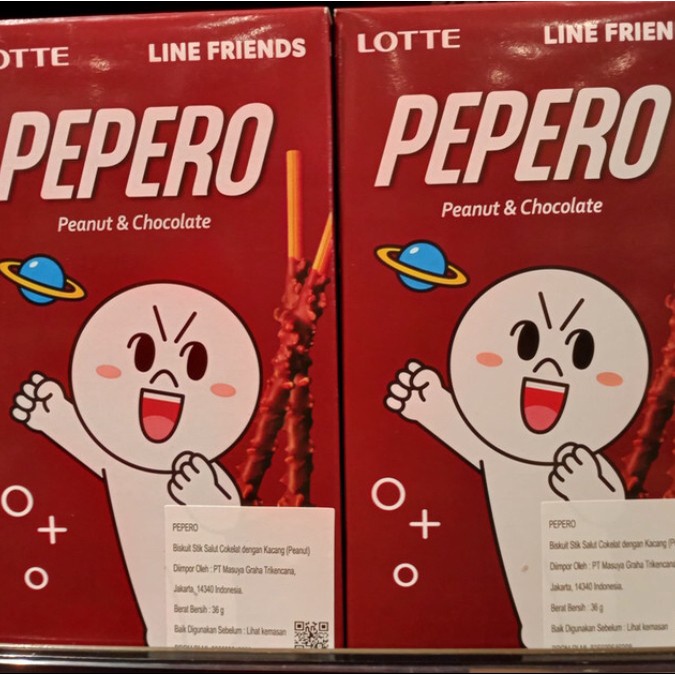 LOTTE
LINE FRIENDS
PEPERO
Peanut & Chocolate
PEPERO
Biskuit Stik Salut Cokelat dengan Kacang (Peanut)
Diimpor Oleh : PT Masuya Graha Trikencana,
Jakarta, 14340 Indonesia.
Berat Bersih : 36 g
Baik Digunakan Sebelum : Lihat kemasan
LOTTE
LINE FRIEN
PEPERO
Peanut & Chocolate
PEPERO
Biskuit Stik Salut Cokelat dengan Kacang
Diimpor Oleh : PT Masuya Graha Trikencana
Jakarta, 14340 Indonesia.
Berat Bersih : 36 g
Baik Digunakan Sebelum : Lihat kemasan